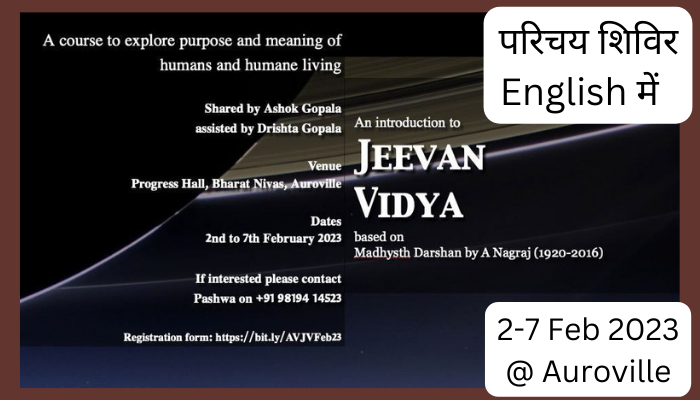 A course to explore purpose and meaning of
humans and humane living
Shared by Ashok Gopala
assisted by Drishta Gopala
Venue
Progress Hall, Bharat Nivas, Auroville
Dates
2nd to 7th February 2023
If interested please contact
Pashwa on +91 98194 14523
Registration form: https://bit.ly/AVJVFeb23
परिचय शिविर
English में
An introduction to
JEEVAN
VIDYA
based on
Madhysth Darshan by A Nagraj (1920-2016)
2-7 Feb 2023
@ Auroville